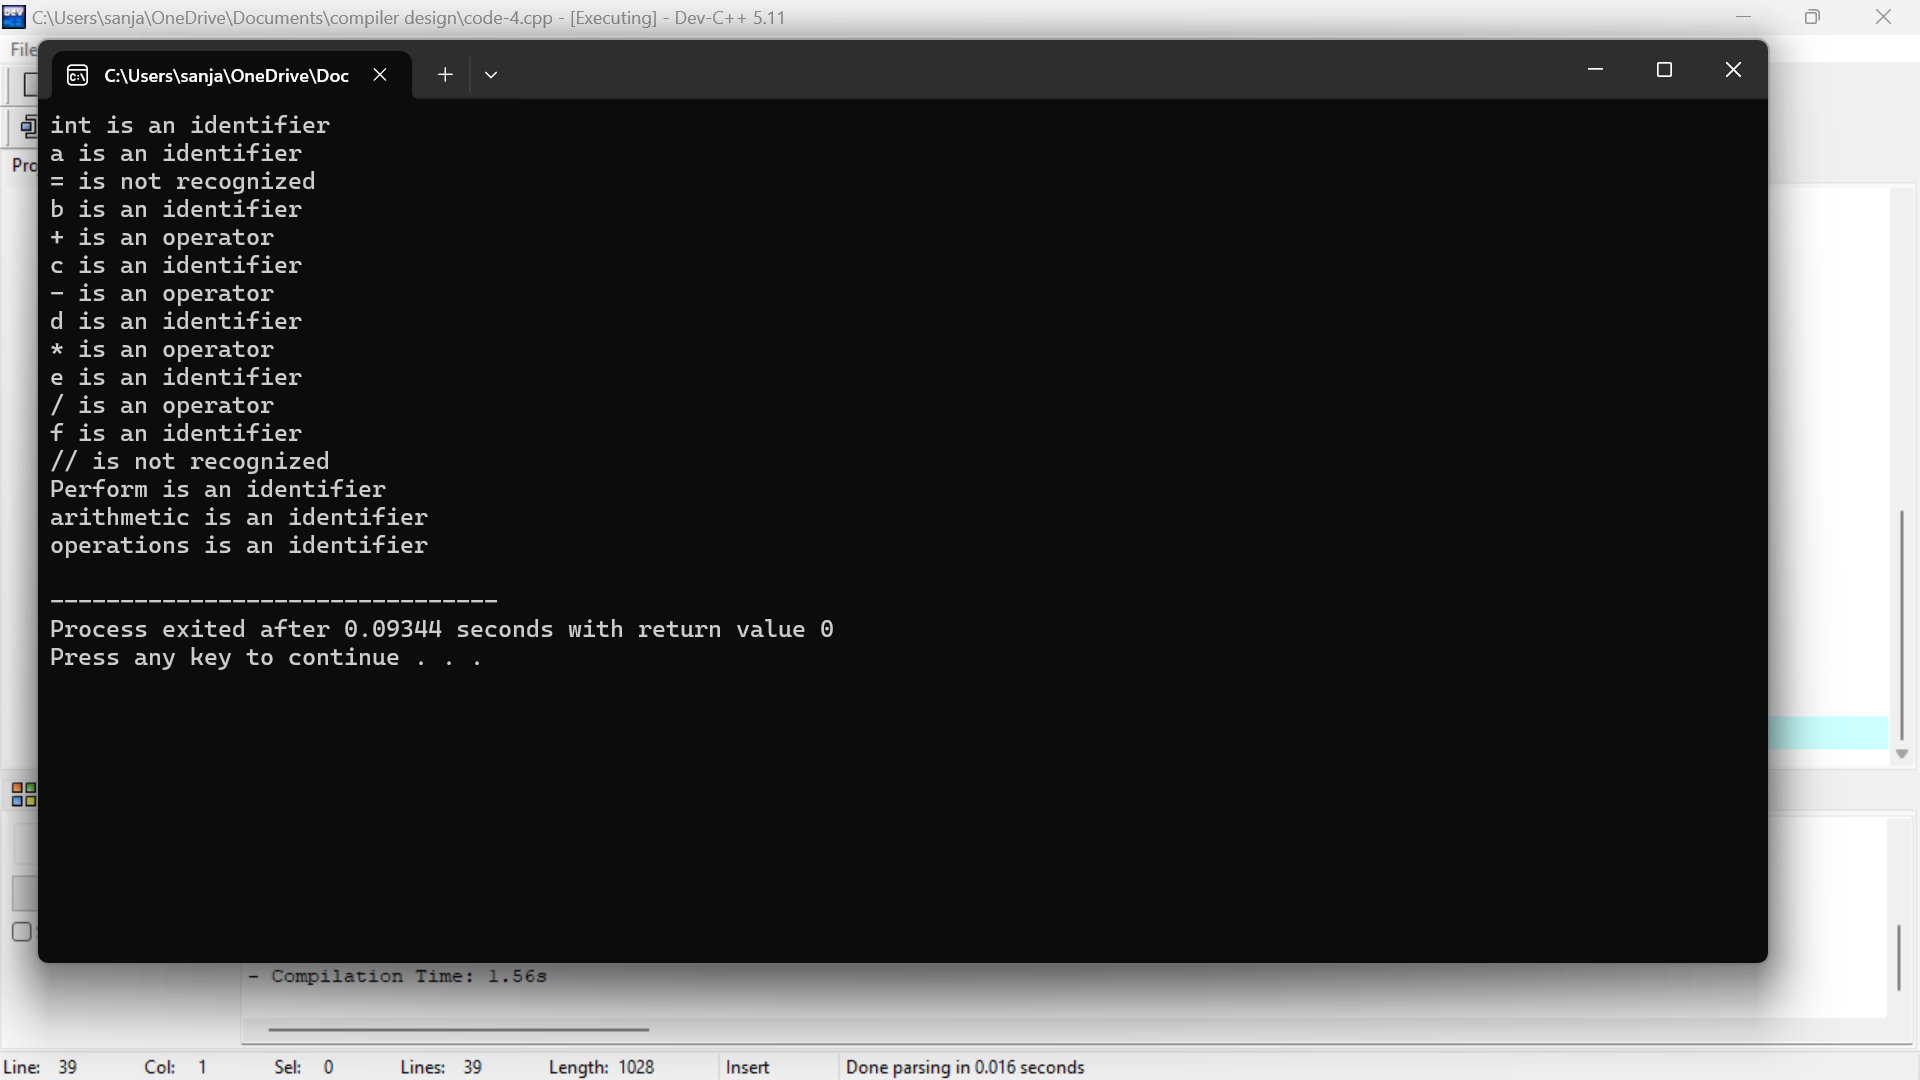 C:\Users\sanja\OneDrive\Documents\compiler design\code-4.cpp - [Executing] - Dev-C++ 5.11
File
C:\Users\sanja\OneDrive\Doc
int is an identifier
a is an identifier
= is not recognized
b is an identifier
+ is an operator
c is an identifier
- is an operator
d is an identifier
* is an operator
e is an identifier
/ is an operator
f is an identifier
// is not recognized
Perform is an identifier
arithmetic is an identifier
operations is an identifier
--------------------------------
Process exited after 0.09344 seconds with return value 0
Press any key to continue . . .
- Compilation Time: 1.56s
Line: 39 Col: 1 Sel: 0 Lines: 39 Length: 1028 Insert Done parsing in 0.016 seconds